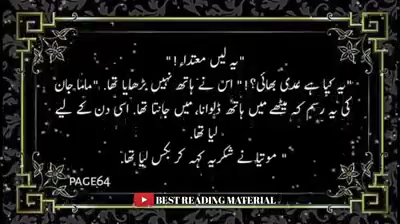 "یہ لیں معتداء !"
"یہ کیا ہے عدی بھائی؟!" اس نے ہاتھ نہیں بڑھایا تھا۔ "ماما جان
کی یہ رسم کہ میٹھے میں ہاتھ ڈلوانا، میں جانتا تھا۔ اسی دن کے لیے
لیا تھا۔
" موتیا نے شکریہ کہہ کر بکس لیا تھا۔
PAGE64
BEST READING MATERIAL